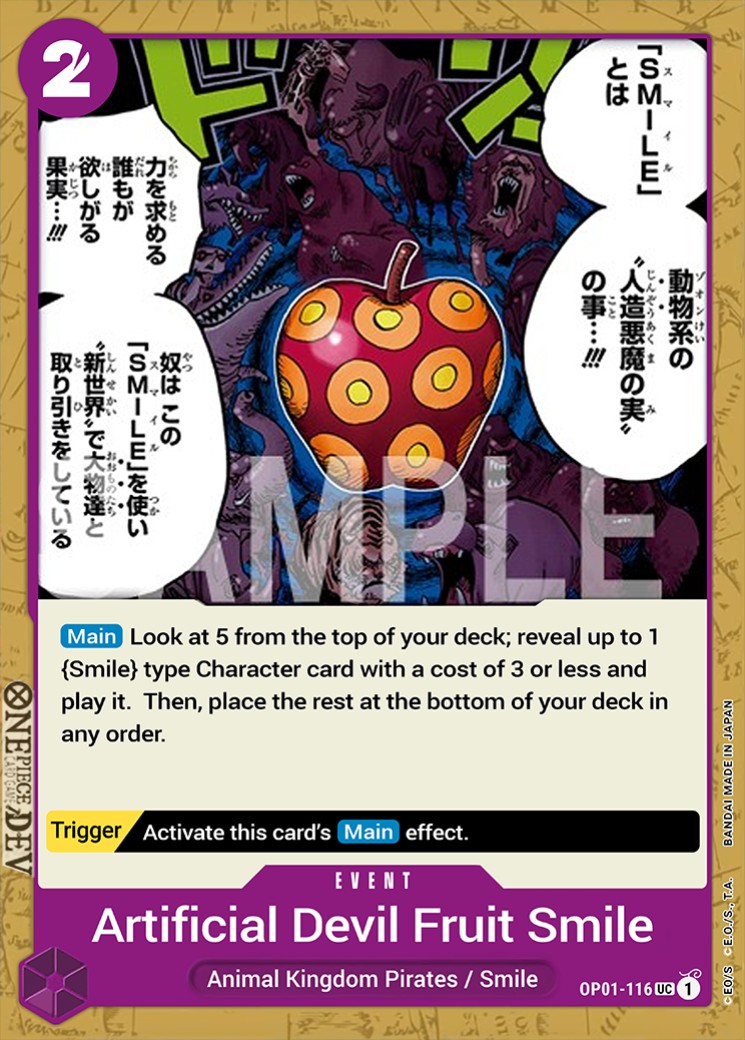 2
「SMILE」
とは
動物系の
〝人造悪魔の実〟
の事…!!!
力を求める
誰もが
欲しがる
果実…!!!
奴は この
「SMILE」を使い
〝新世界〟で大物達と
取り引きをしている
SAMPLE
Main Look at 5 from the top of your deck; reveal up to 1
{Smile} type Character card with a cost of 3 or less and
play it. Then, place the rest at the bottom of your deck in
any order.
Trigger Activate this card's Main effect.
EVENT
Artificial Devil Fruit Smile
Animal Kingdom Pirates / Smile
OP01-116 UC 1
ONE PIECE CARD GAME DEV
©EO/S ©E.O./S., T.A. BANDAI MADE IN JAPAN